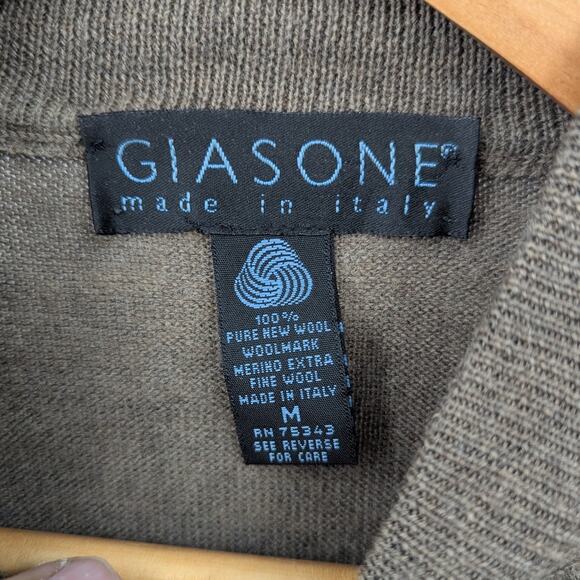 GIASONE®
made in italy
100%
PURE NEW WOOL
WOOLMARK
MERINO EXTRA
FINE WOOL
MADE IN ITALY
M
RN 75343
SEE REVERSE
FOR CARE